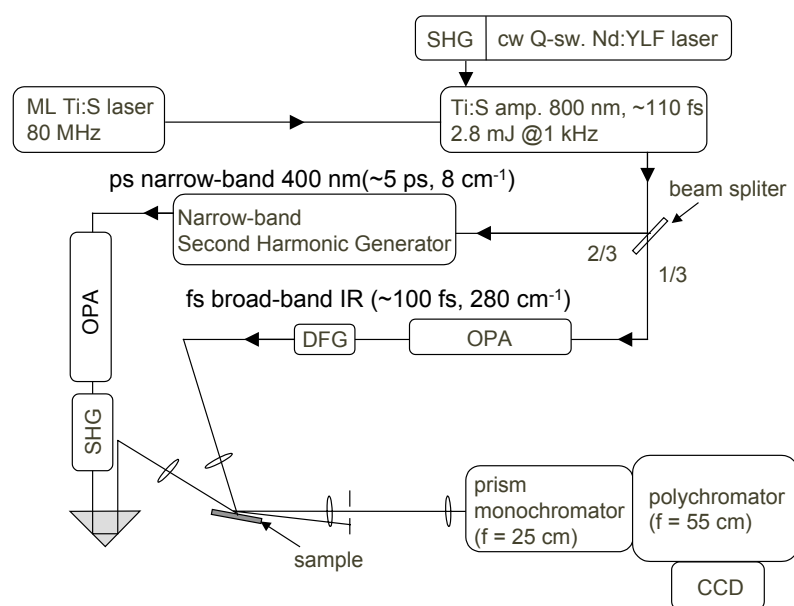 SHG
cw Q-sw. Nd:YLF laser
ML Ti:S laser
80 MHz
Ti:S amp. 800 nm, ~110 fs
2.8 mJ @1 kHz
ps narrow-band 400 nm(~5 ps, 8 cm⁻¹)
beam spliter
Narrow-band
Second Harmonic Generator
2/3
1/3
OPA
fs broad-band IR (~100 fs, 280 cm⁻¹)
DFG
OPA
SHG
prism
monochromator
(f = 25 cm)
polychromator
(f = 55 cm)
sample
CCD